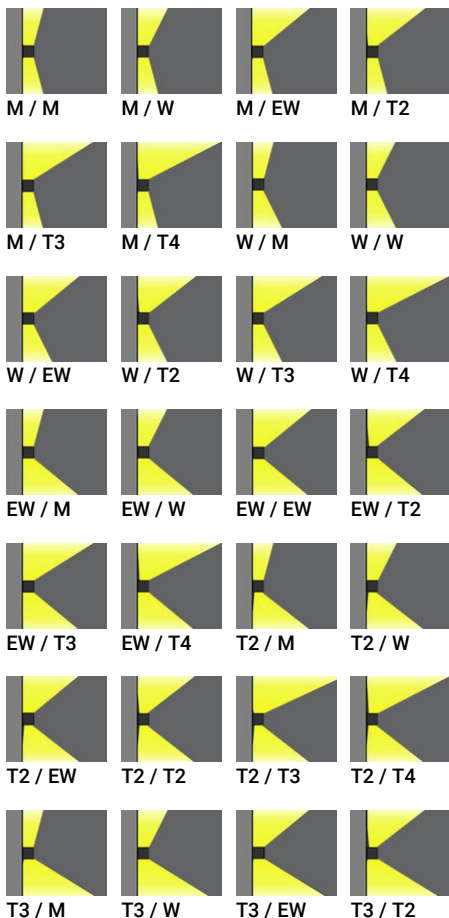 M / M M / W M / EW M / T2
M / T3 M / T4 W / M W / W
W / EW W / T2 W / T3 W / T4
EW / M EW / W EW / EW EW / T2
EW / T3 EW / T4 T2 / M T2 / W
T2 / EW T2 / T2 T2 / T3 T2 / T4
T3 / M T3 / W T3 / EW T3 / T2